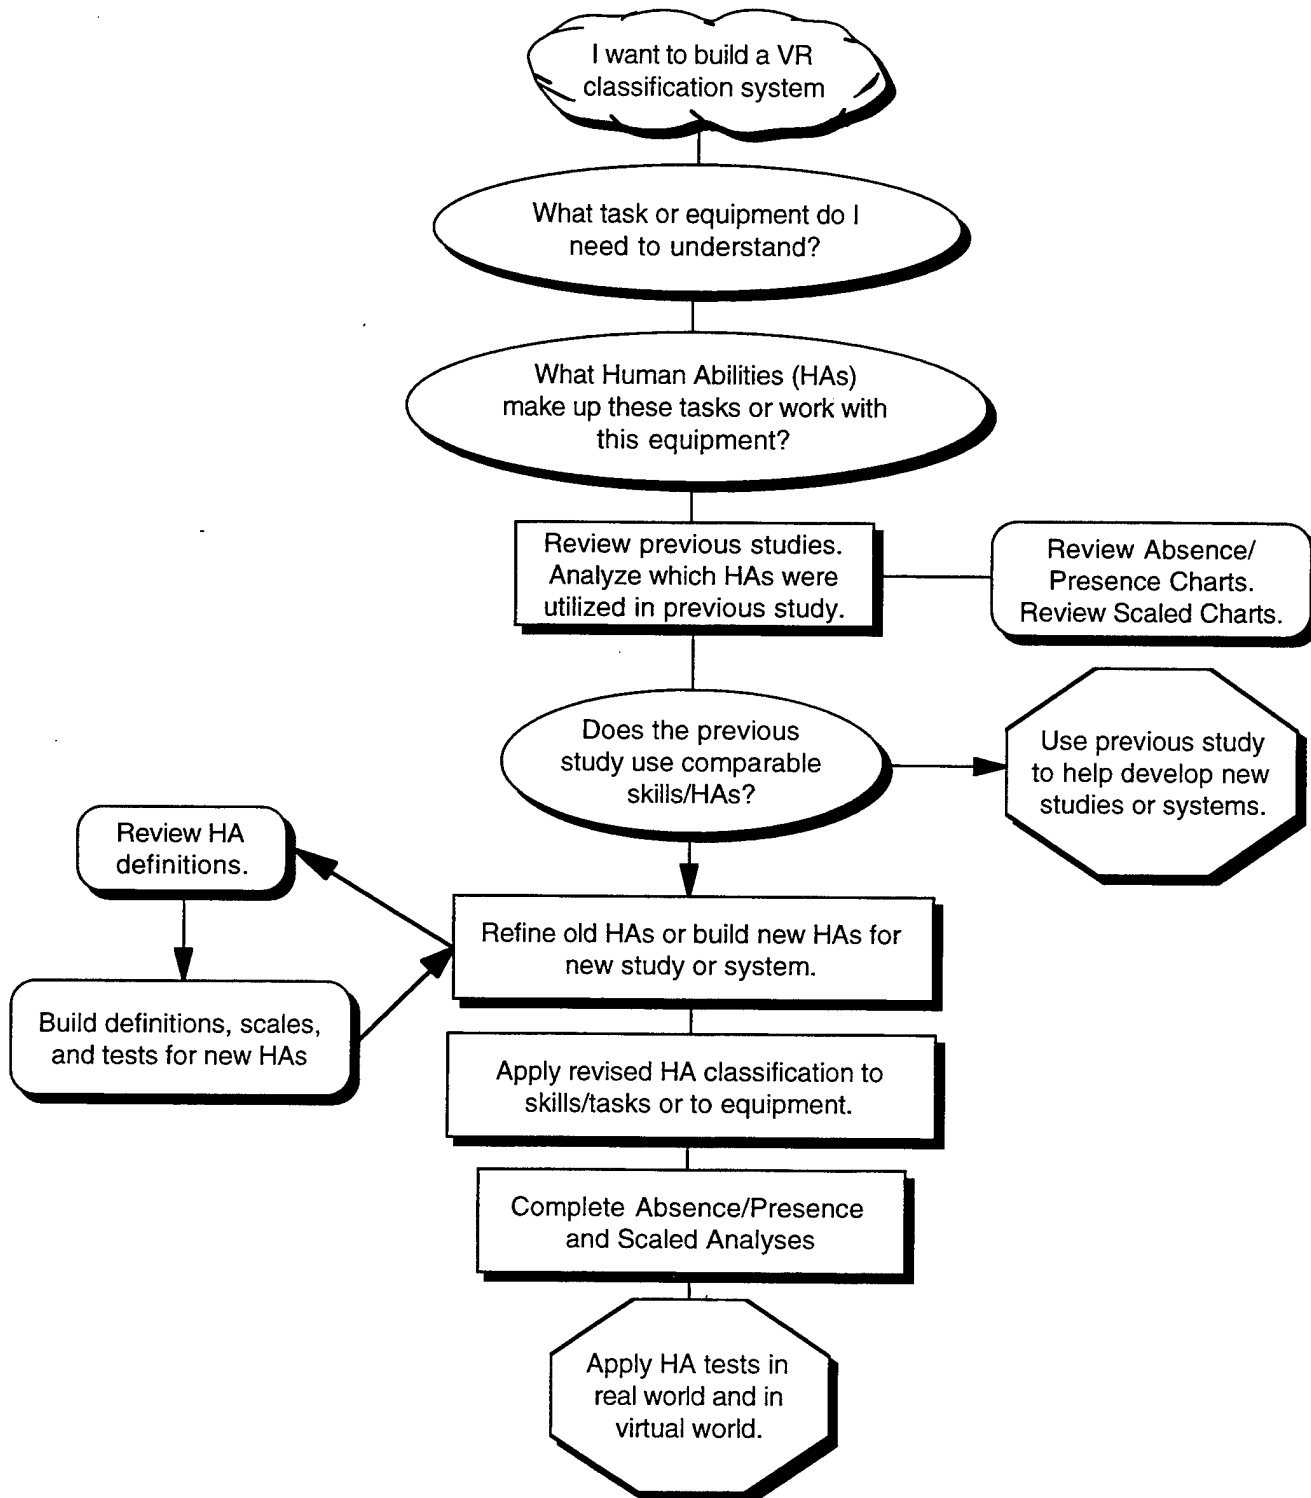 I want to build a VR
classification system
What task or equipment do I
need to understand?
What Human Abilities (HAs)
make up these tasks or work with
this equipment?
Review previous studies.
Analyze which HAs were
utilized in previous study.
Review Absence/
Presence Charts.
Review Scaled Charts.
Does the previous
study use comparable
skills/HAs?
Use previous study
to help develop new
studies or systems.
Review HA
definitions.
Refine old HAs or build new HAs for
new study or system.
Build definitions, scales,
and tests for new HAs
Apply revised HA classification to
skills/tasks or to equipment.
Complete Absence/Presence
and Scaled Analyses
Apply HA tests in
real world and in
virtual world.